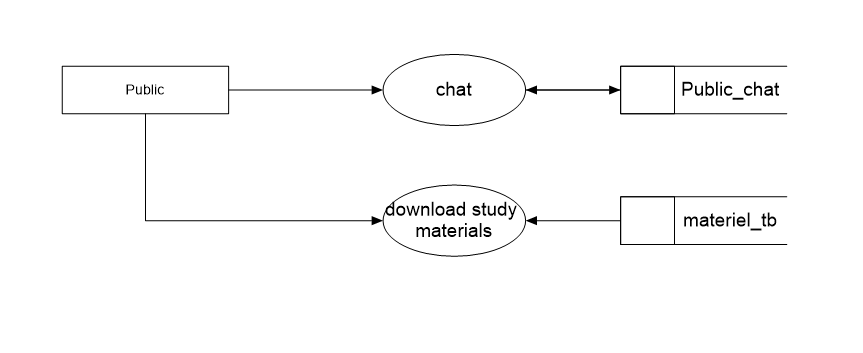 Public
chat
Public_chat
download study
materials
materiel_tb